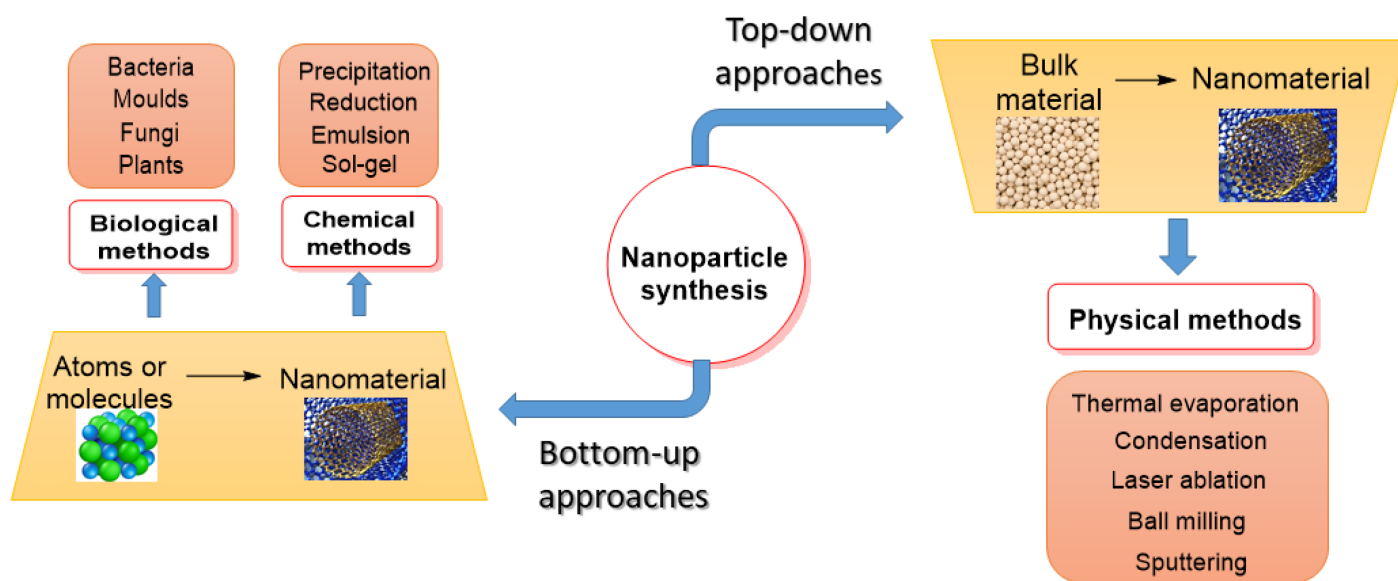 Top-down
approaches
Bacteria
Moulds
Fungi
Plants
Precipitation
Reduction
Emulsion
Sol-gel
Biological
methods
Chemical
methods
Atoms or
molecules
Nanomaterial
Nanoparticle
synthesis
Bottom-up
approaches
Bulk
material
Nanomaterial
Physical methods
Thermal evaporation
Condensation
Laser ablation
Ball milling
Sputtering